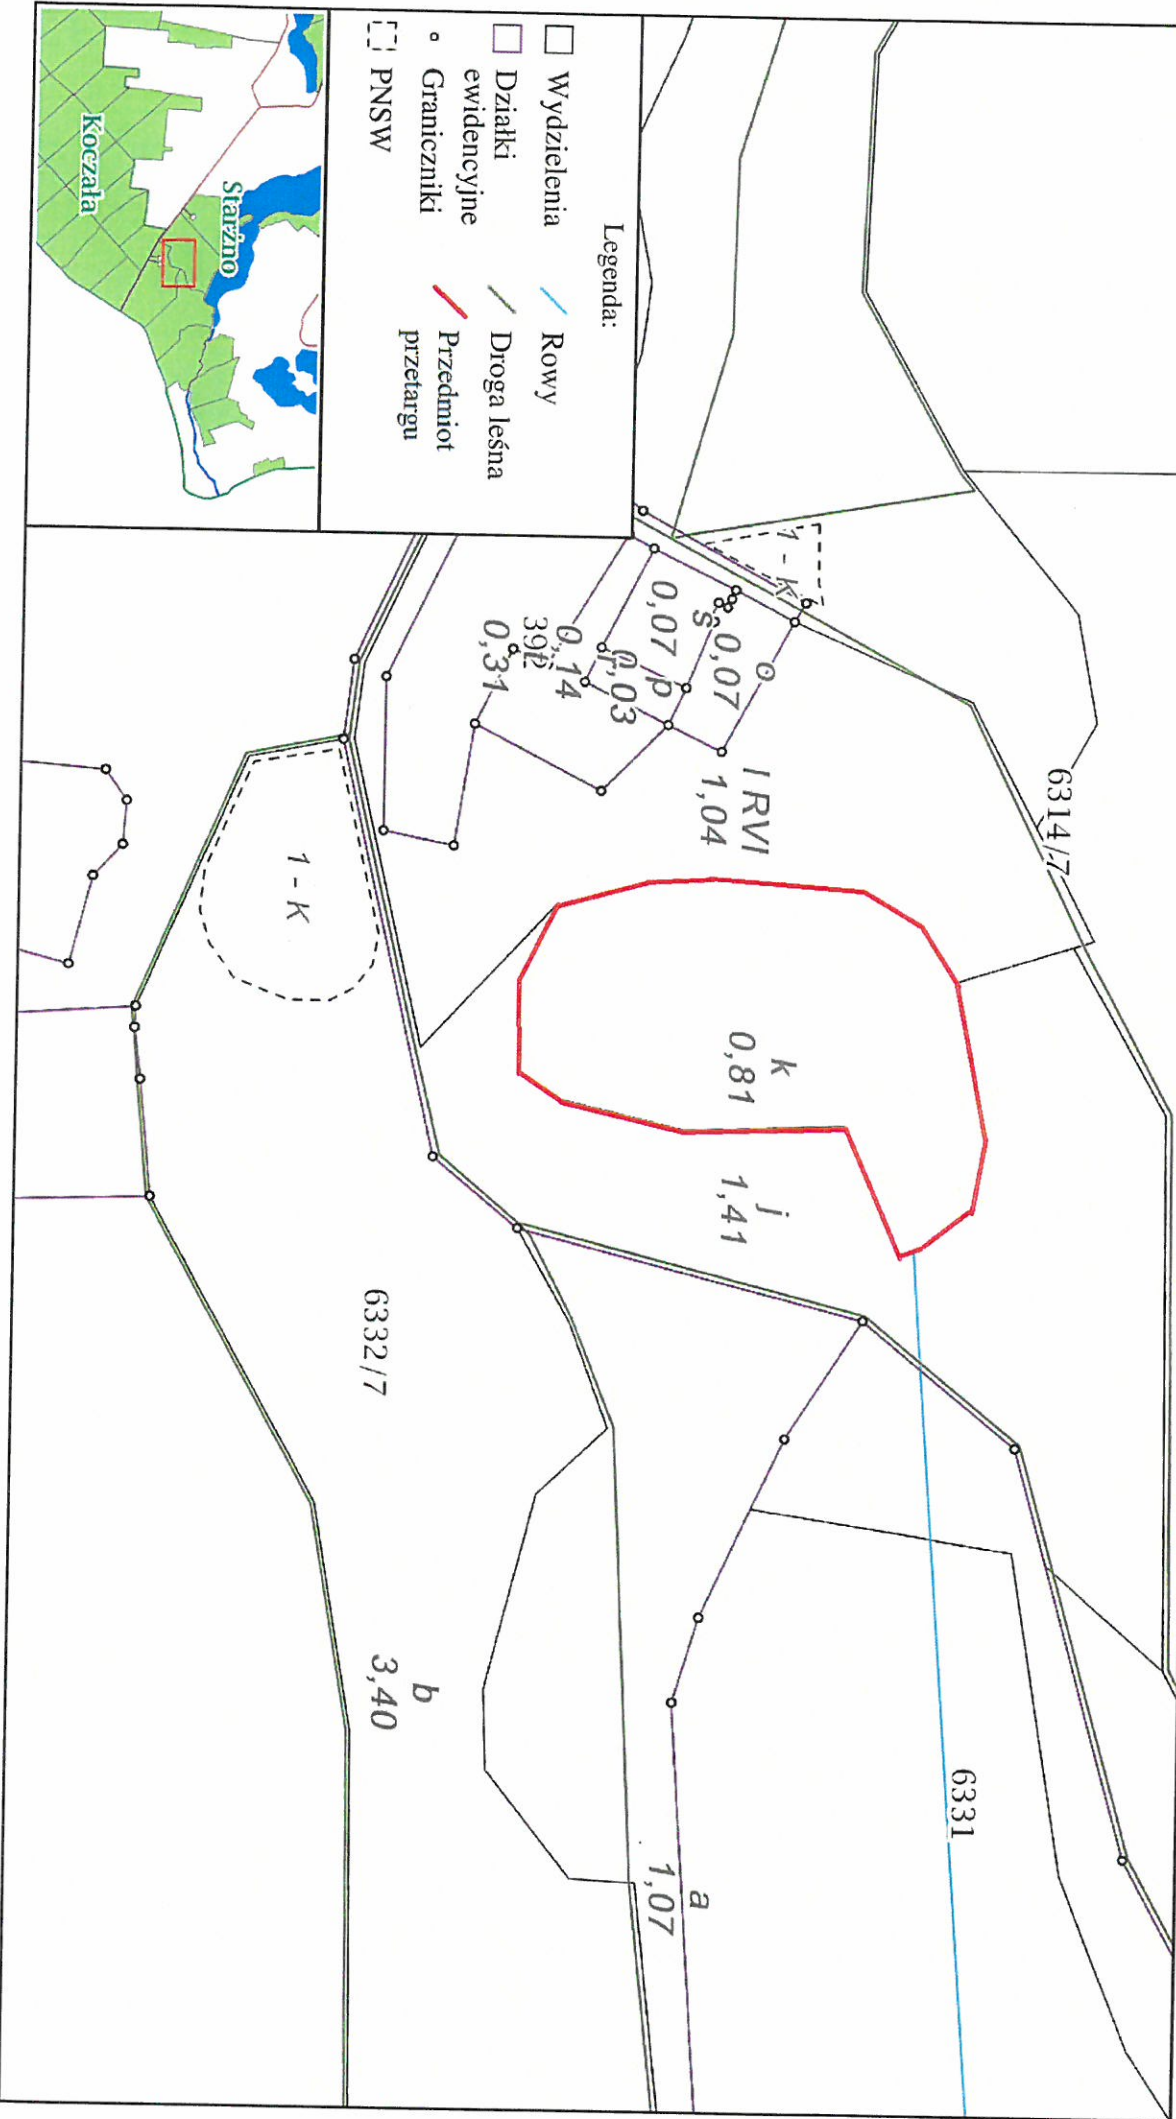 Legenda:
Wydzielenia
Działki
ewidencyjne
Graniczniki
PNSW
Rowy
Droga leśna
Przedmiot
przetargu
Starżno
Koczała
6314/7
1 - K
o
0,07
s
0,07
p
0,03
r
0,14
0,31
l RVI
1,04
k
0,81
j
1,41
1 - K
6331
6332/7
a
1,07
b
3,40